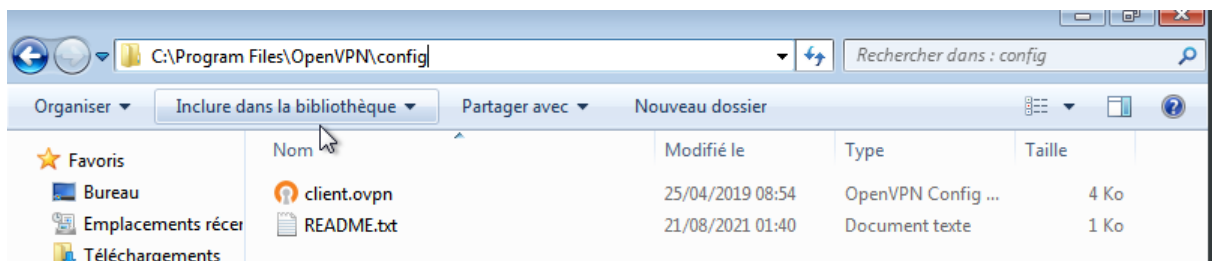 C:\Program Files\OpenVPN\config
Rechercher dans : config
Organiser Inclure dans la bibliothèque Partager avec Nouveau dossier
Favoris Nom Modifié le Type Taille
Bureau client.ovpn 25/04/2019 08:54 OpenVPN Config ... 4 Ko
Emplacements récer README.txt 21/08/2021 01:40 Document texte 1 Ko
Téléchargements